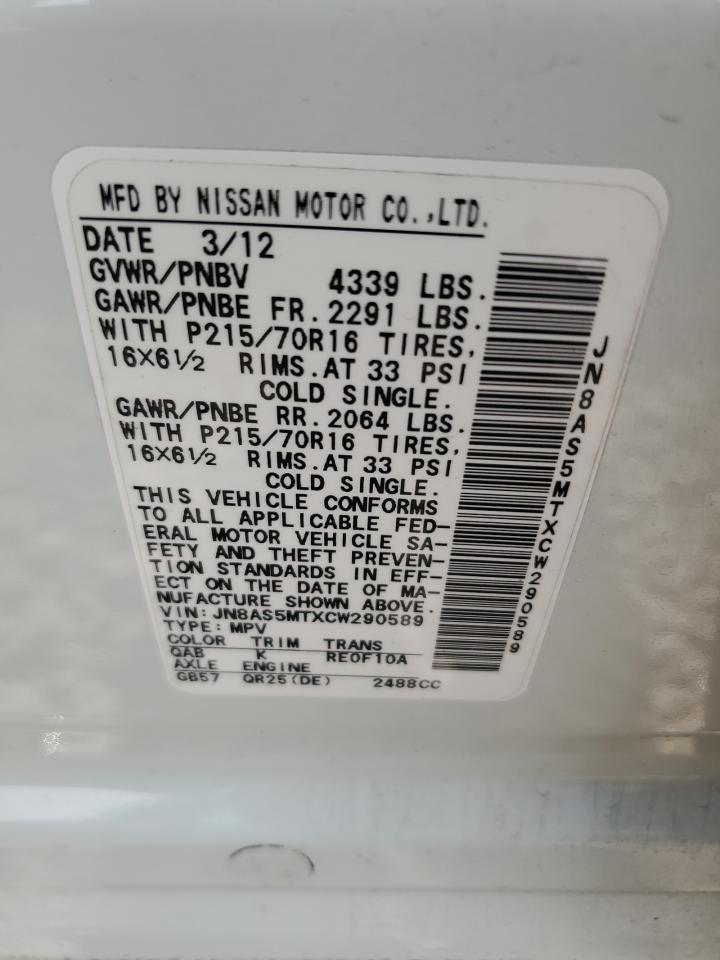 MFD BY NISSAN MOTOR CO.,LTD.
DATE 3/12
GVWR/PNBV 4339 LBS.
GAWR/PNBE FR.2291 LBS.
WITH P215/70R16 TIRES,
16X6½ RIMS.AT 33 PSI
COLD SINGLE.
GAWR/PNBE RR.2064 LBS.
WITH P215/70R16 TIRES,
16X6½ RIMS.AT 33 PSI
COLD SINGLE.
THIS VEHICLE CONFORMS
TO ALL APPLICABLE FED-
ERAL MOTOR VEHICLE SA-
FETY AND THEFT PREVEN-
TION STANDARDS IN EFF-
ECT ON THE DATE OF MA-
NUFACTURE SHOWN ABOVE.
VIN:JN8AS5MTXCW290589
TYPE:MPV
COLOR TRIM TRANS
QAB K RE0F10A
AXLE ENGINE
GB57 QR25(DE) 2488CC
JN8AS5MTXCW290589